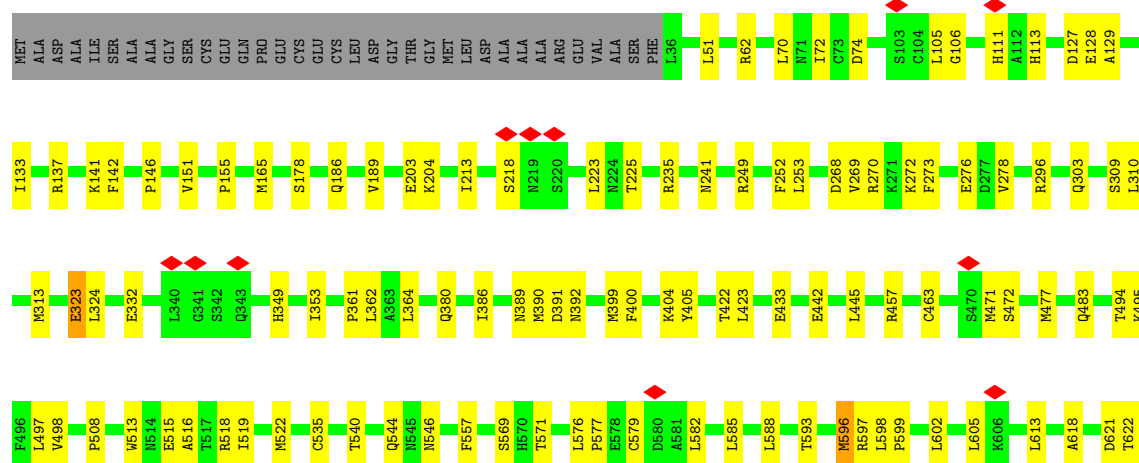 MET ALA ASP ALA ILE SER ALA ALA GLY SER CYS GLU GLN PRO GLU CYS GLU CYS LEU ASP GLY THR GLY MET LEU ASP ALA ALA ALA ARG GLU VAL ALA SER PHE L36 L51 R62 L70 N71 I72 C73 D74 S103 C104 L105 G106 H111 A112 H113 D127 E128 A129
I133 R137 K141 F142 P146 V151 P155 M165 S178 Q186 V189 E203 K204 I213 S218 N219 S220 L223 N224 T225 R235 N241 R249 F252 L253 D268 V269 R270 K271 K272 F273 E276 D277 V278 R296 Q303 S309 L310
M313 E323 L324 E332 L340 G341 S342 Q343 H349 I353 P361 L362 A363 L364 Q380 I386 N389 M390 D391 N392 M399 F400 K404 Y405 T422 L423 E433 E442 L445 R457 C463 S470 M471 S472 M477 Q483 T494 K495
F496 L497 V498 P508 W513 N514 E515 A516 T517 R518 I519 M522 C535 T540 Q544 N545 N546 F557 S569 H570 T571 L576 P577 E578 C579 D580 A581 L582 L585 L588 T593 M596 R597 L598 P599 L602 L605 K606 L613 A618 D621 T622